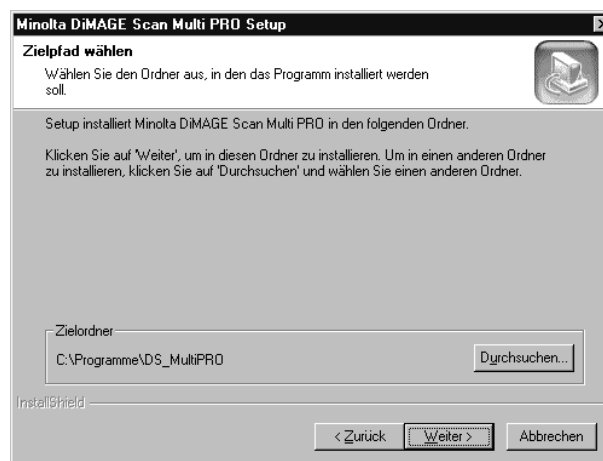 Minolta DiMAGE Scan Multi PRO Setup
Zielpfad wählen
Wählen Sie den Ordner aus, in den das Programm installiert werden
soll.
Setup installiert Minolta DiMAGE Scan Multi PRO in den folgenden Ordner.
Klicken Sie auf 'Weiter', um in diesen Ordner zu installieren. Um in einen anderen Ordner
zu installieren, klicken Sie auf 'Durchsuchen' und wählen Sie einen anderen Ordner.
Zielordner
C:\Programme\DS_MultiPRO
Durchsuchen...
InstallShield
< Zurück
Weiter >
Abbrechen